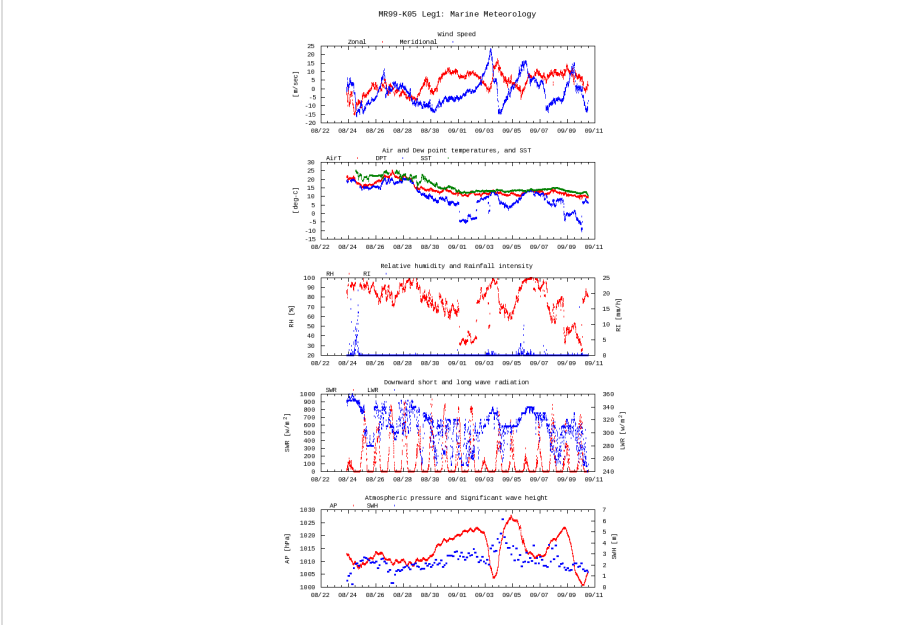 MR99-K05 Leg1: Marine Meteorology
Wind Speed
Zonal Meridional
25
20
15
10
5
0
-5
-10
-15
-20
[m/sec]
08/22 08/24 08/26 08/28 08/30 09/01 09/03 09/05 09/07 09/09 09/11
Air and Dew point temperatures, and SST
AirT DPT SST
30
25
20
15
10
5
0
-5
-10
-15
[deg-C]
08/22 08/24 08/26 08/28 08/30 09/01 09/03 09/05 09/07 09/09 09/11
Relative humidity and Rainfall intensity
RH RI
100 25
90
80 20
70
60 15
50 10
40
30 5
20 0
RH [%]
RI [mm/h]
08/22 08/24 08/26 08/28 08/30 09/01 09/03 09/05 09/07 09/09 09/11
Downward short and long wave radiation
SWR LWR
1000 360
900
800 340
700 320
600
500 300
400
300 280
200 260
100
0 240
SWR [w/m²]
LWR [w/m²]
08/22 08/24 08/26 08/28 08/30 09/01 09/03 09/05 09/07 09/09 09/11
Atmospheric pressure and Significant wave height
AP SWH
1030 7
1025 6
1020 5
1015 4
1010 3
2
1005 1
1000 0
AP [hPa]
SWH [m]
08/22 08/24 08/26 08/28 08/30 09/01 09/03 09/05 09/07 09/09 09/11